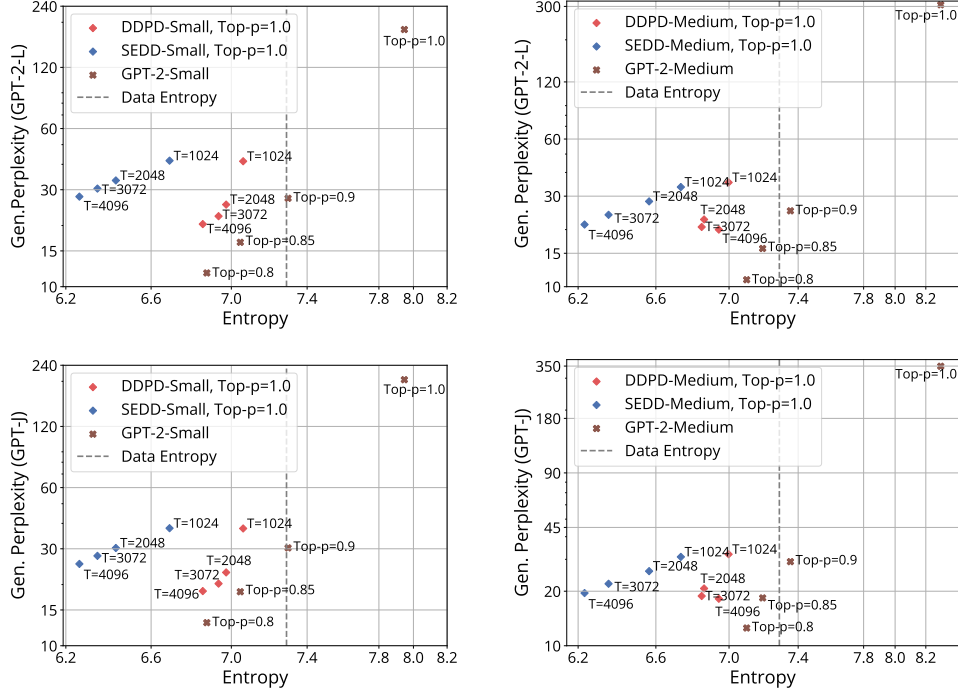 Gen.Perplexity (GPT-2-L)
240
120
60
30
15
10
DDPD-Small, Top-p=1.0
SEDD-Small, Top-p=1.0
GPT-2-Small
Data Entropy
Top-p=1.0
T=1024
T=1024
T=2048
T=3072
T=4096
T=2048
T=3072
T=4096
Top-p=0.9
Top-p=0.85
Top-p=0.8
6.2 6.6 7.0 7.4 7.8 8.2
Entropy
Gen. Perplexity (GPT-2-L)
300
120
60
30
15
10
DDPD-Medium, Top-p=1.0
SEDD-Medium, Top-p=1.0
GPT-2-Medium
Data Entropy
Top-p=1.0
T=1024
T=1024
T=2048
T=3072
T=4096
T=2048
T=3072
T=4096
Top-p=0.9
Top-p=0.85
Top-p=0.8
6.2 6.6 7.0 7.4 7.8 8.0 8.2
Entropy
Gen. Perplexity (GPT-J)
240
120
60
30
15
10
DDPD-Small, Top-p=1.0
SEDD-Small, Top-p=1.0
GPT-2-Small
Data Entropy
Top-p=1.0
T=1024
T=1024
T=2048
T=3072
T=4096
T=2048
T=3072
T=4096
Top-p=0.9
Top-p=0.85
Top-p=0.8
6.2 6.6 7.0 7.4 7.8 8.2
Entropy
Gen. Perplexity (GPT-J)
350
180
90
45
20
10
DDPD-Medium, Top-p=1.0
SEDD-Medium, Top-p=1.0
GPT-2-Medium
Data Entropy
Top-p=1.0
T=1024
T=1024
T=2048
T=3072
T=4096
T=2048
T=3072
T=4096
Top-p=0.9
Top-p=0.85
Top-p=0.8
6.2 6.6 7.0 7.4 7.8 8.0 8.2
Entropy